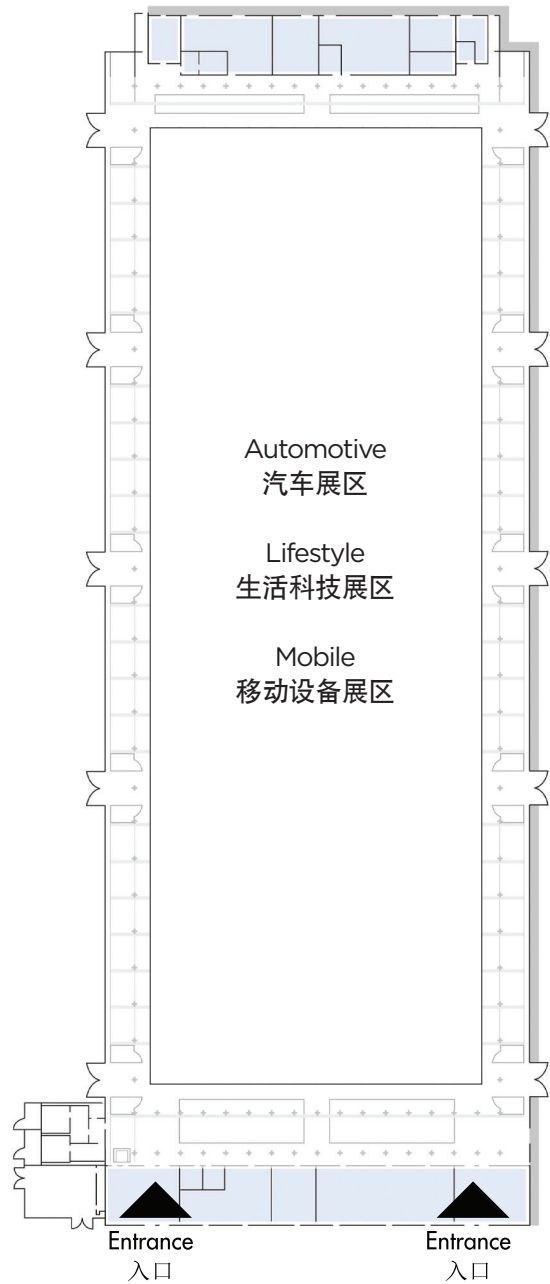 Automotive
汽车展区
Lifestyle
生活科技展区
Mobile
移动设备展区
Entrance
入口
Entrance
入口